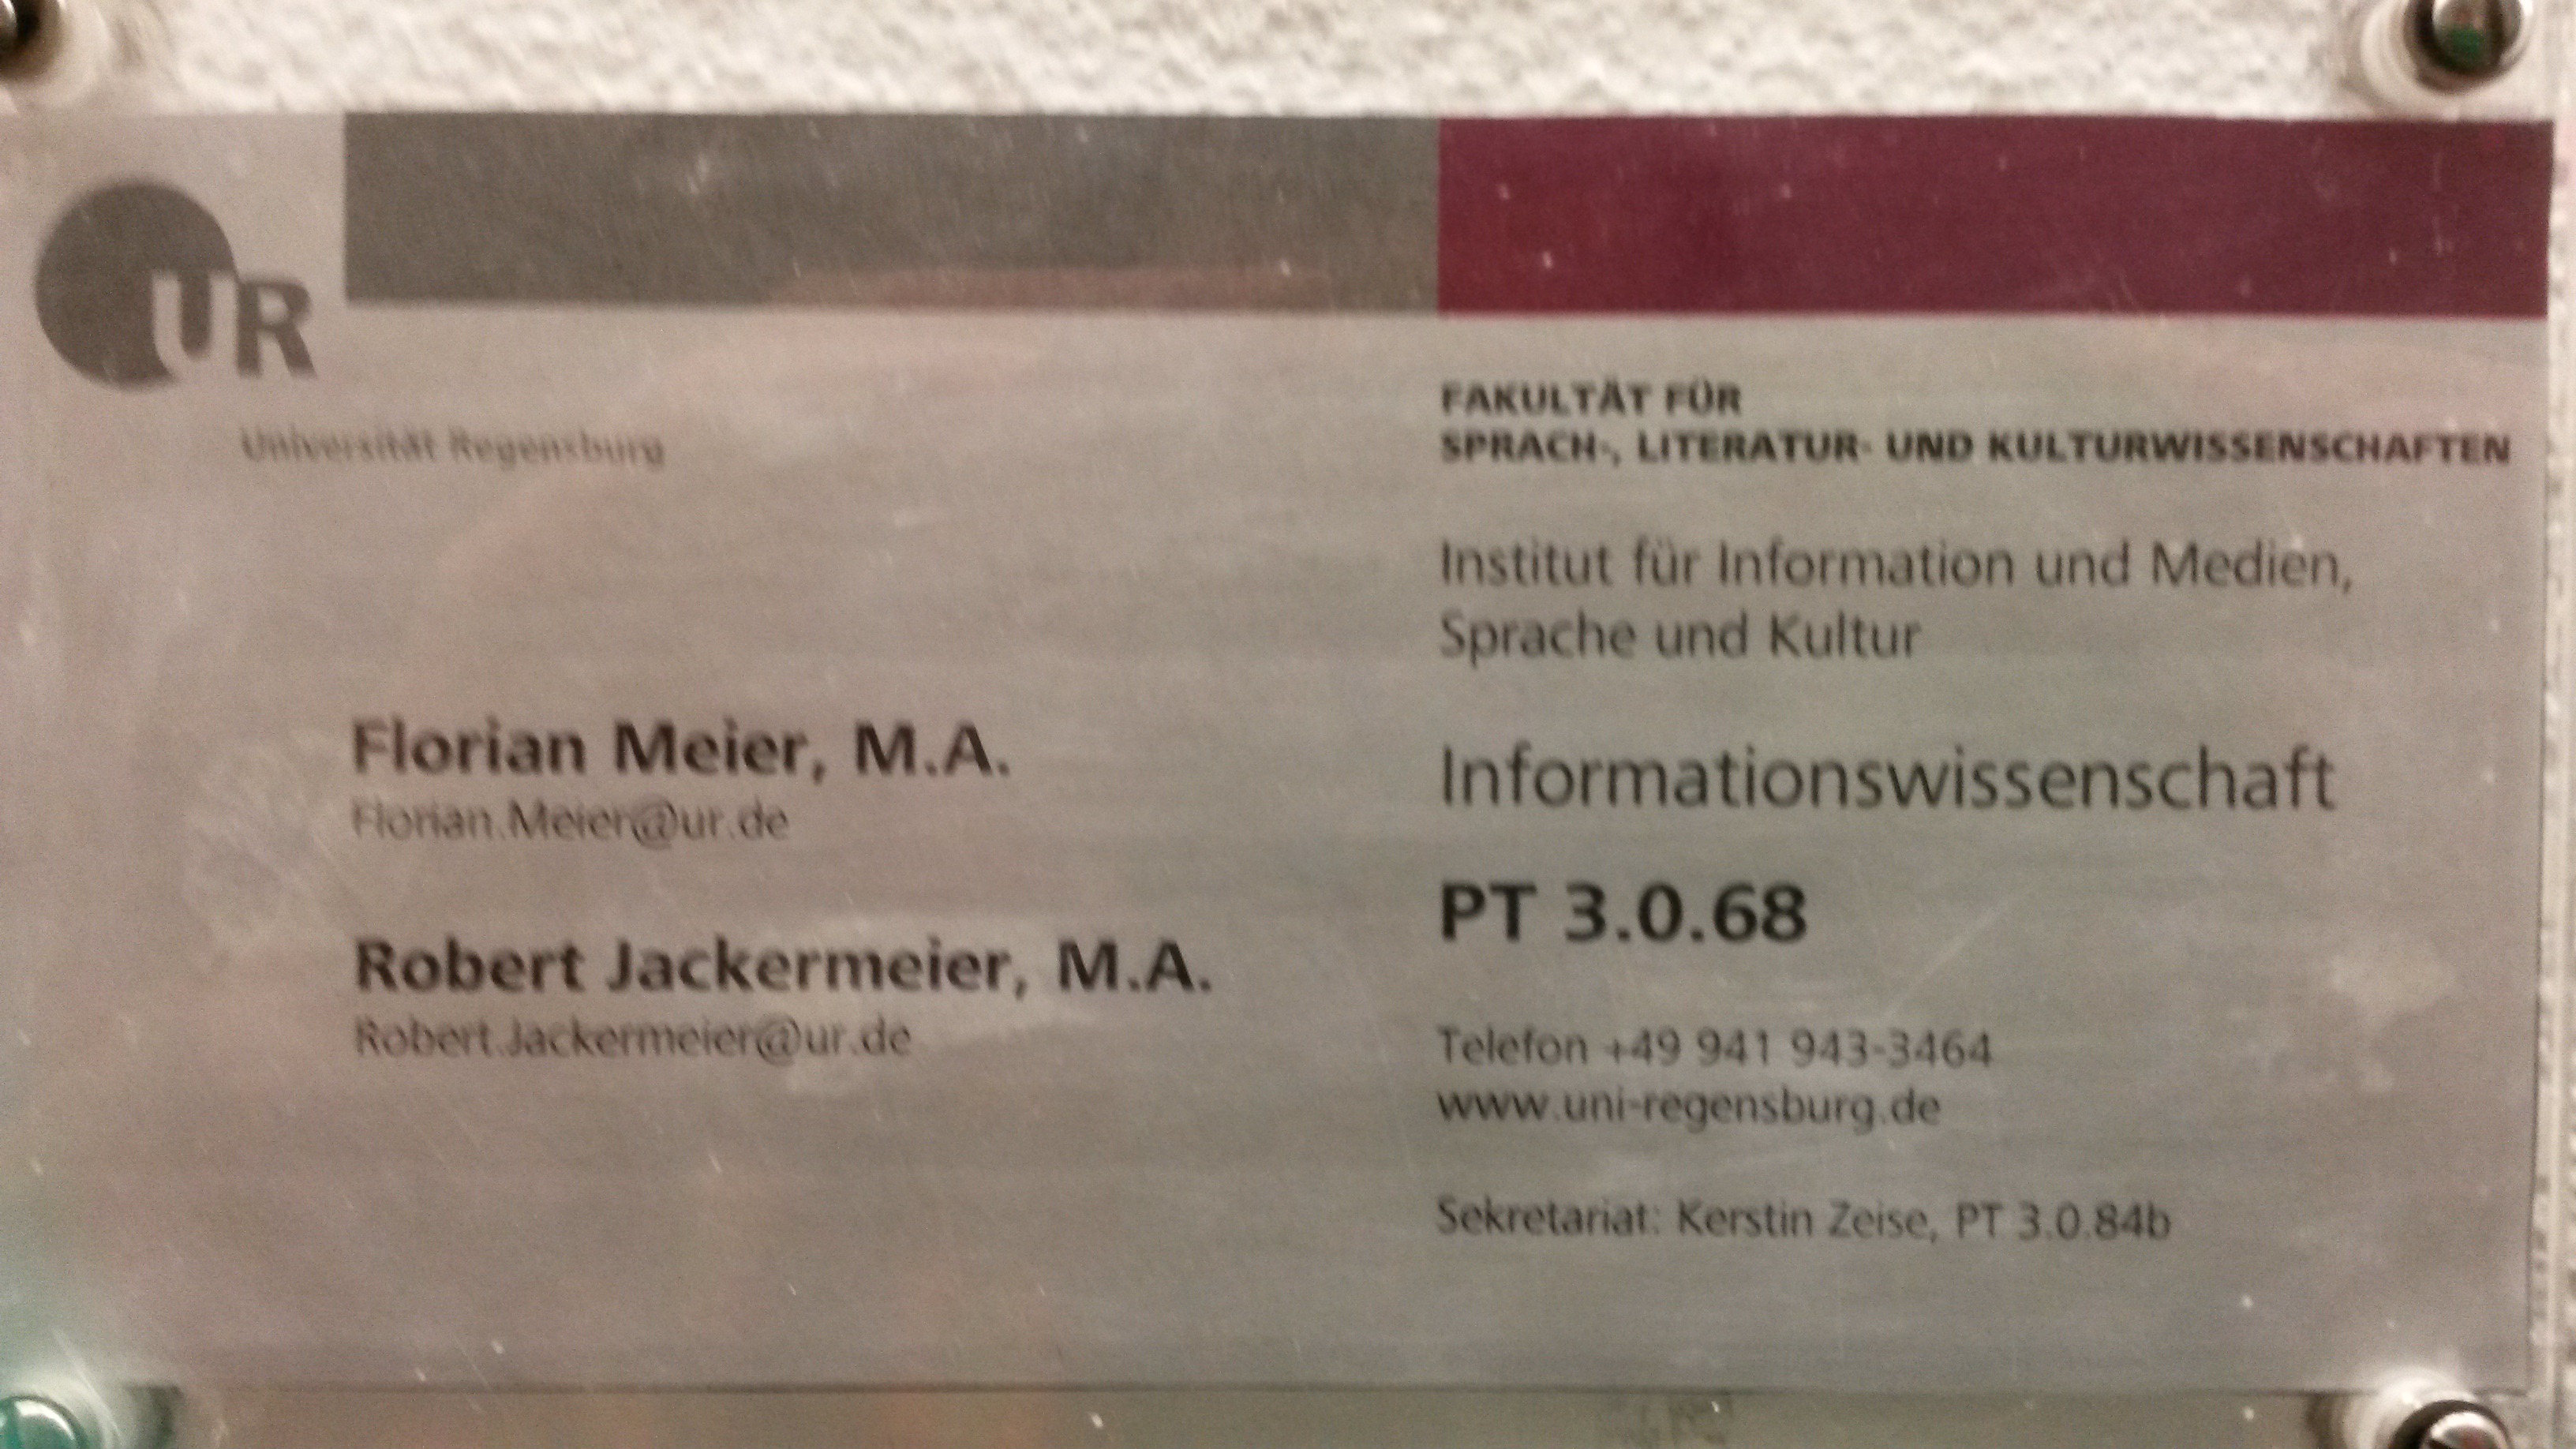 UR
Universität Regensburg
Florian Meier, M.A.
Florian.Meier@ur.de
Robert Jackermeier, M.A.
Robert.Jackermeier@ur.de
FAKULTÄT FÜR
SPRACH-, LITERATUR- UND KULTURWISSENSCHAFTEN
Institut für Information und Medien,
Sprache und Kultur
Informationswissenschaft
PT 3.0.68
Telefon +49 941 943-3464
www.uni-regensburg.de
Sekretariat: Kerstin Zeise, PT 3.0.84b